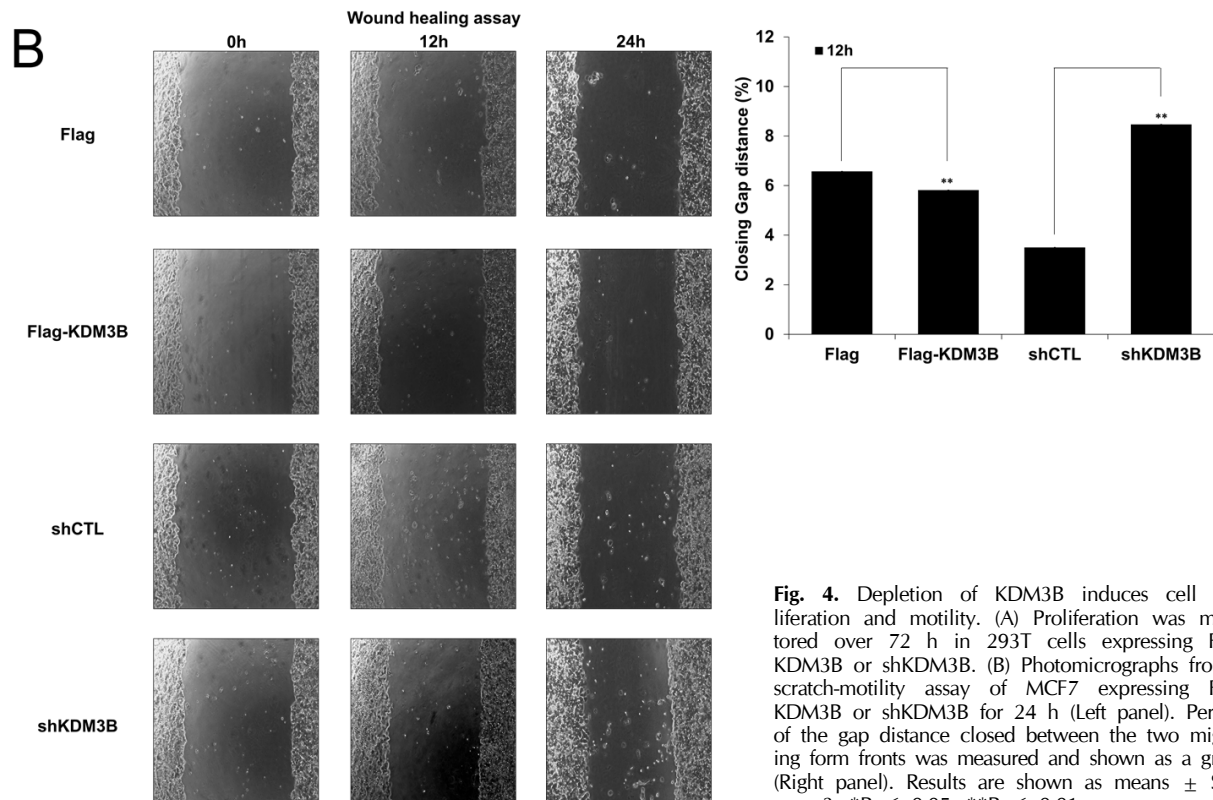 B
Wound healing assay
0h 12h 24h
Flag
Flag-KDM3B
shCTL
shKDM3B
12
10
8
6
4
2
0
Closing Gap distance (%)
■ 12h
**
**
Flag Flag-KDM3B shCTL shKDM3B
Fig. 4. Depletion of KDM3B induces cell
liferation and motility. (A) Proliferation was m
tored over 72 h in 293T cells expressing
KDM3B or shKDM3B. (B) Photomicrographs fro
scratch-motility assay of MCF7 expressing
KDM3B or shKDM3B for 24 h (Left panel). Per
of the gap distance closed between the two mig
ing form fronts was measured and shown as a g
(Right panel). Results are shown as means ±